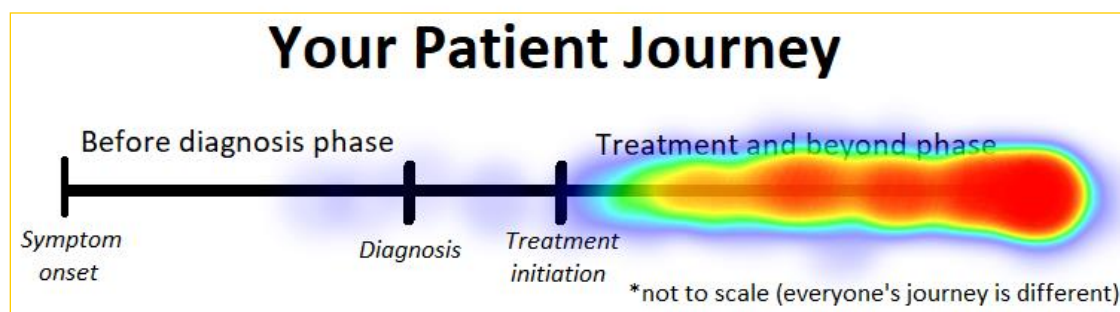 Your Patient Journey
Before diagnosis phase
Treatment and beyond phase
Symptom
onset
Diagnosis
Treatment
initiation
*not to scale (everyone's journey is different)